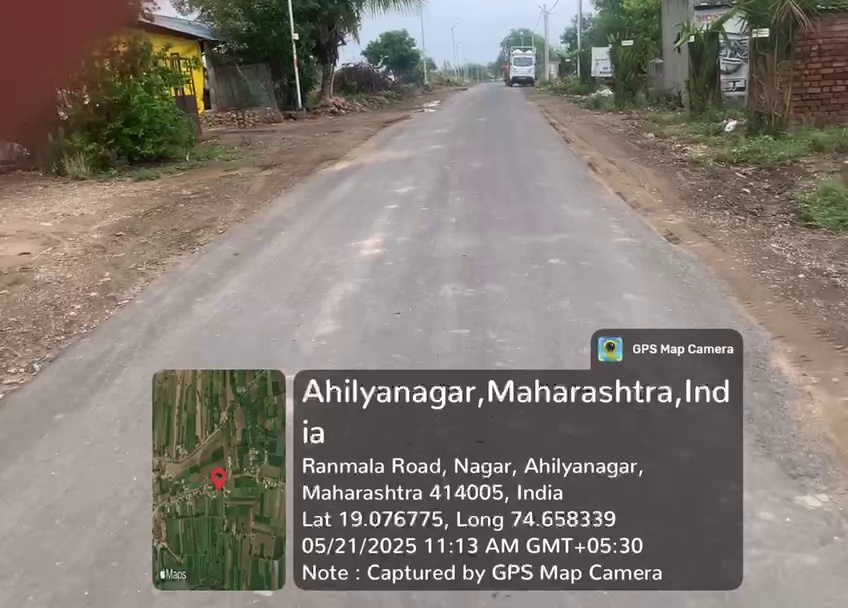 GPS Map Camera
Ahilyanagar,Maharashtra,Ind
ia
Ranmala Road, Nagar, Ahilyanagar,
Maharashtra 414005, India
Lat 19.076775, Long 74.658339
05/21/2025 11:13 AM GMT+05:30
Note : Captured by GPS Map Camera
Maps